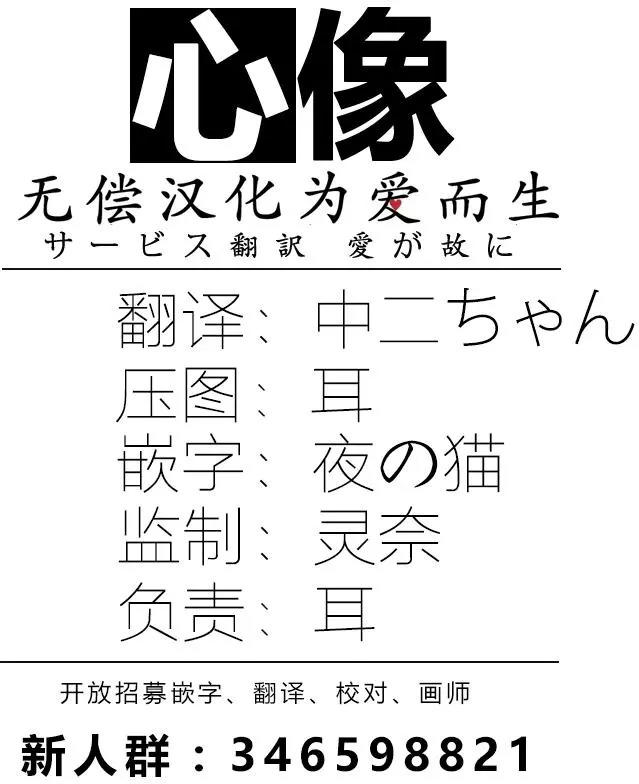 心像
无偿汉化为爱而生
サービス翻訳 愛が故に
翻译：中二ちゃん
压图：耳
嵌字：夜の猫
监制：灵奈
负责：耳
开放招募嵌字、翻译、校对、画师
新人群：346598821